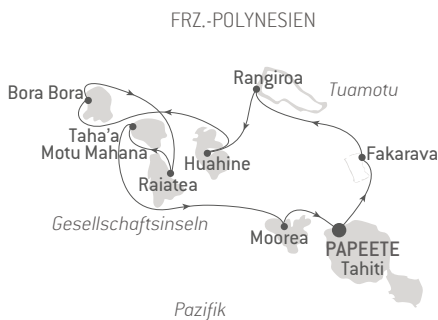 FRZ.-POLYNESIEN
Rangiroa
Bora Bora
Tuamotu
Taha'a
Motu Mahana
Huahine
Fakarava
Raiatea
Gesellschaftsinseln
Moorea
PAPEETE
Tahiti
Pazifik